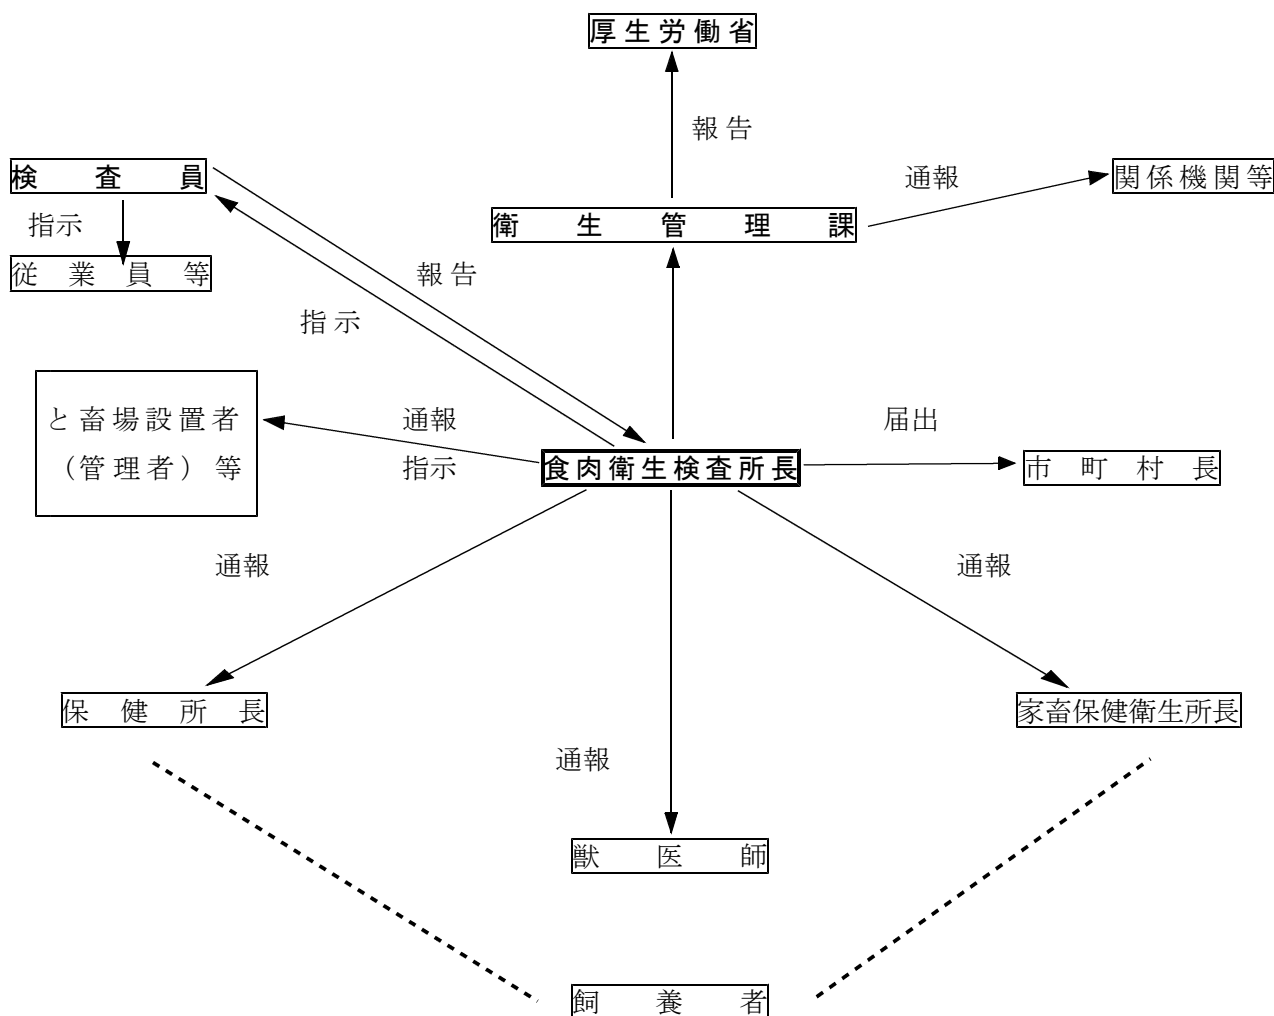 厚生労働省
報告
検査員
通報
関係機関等
指示
衛生管理課
従業員等
報告
指示
と畜場設置者
（管理者）等
通報
指示
届出
食肉衛生検査所長
市町村長
通報
通報
保健所長
家畜保健衛生所長
通報
獣医師
飼養者